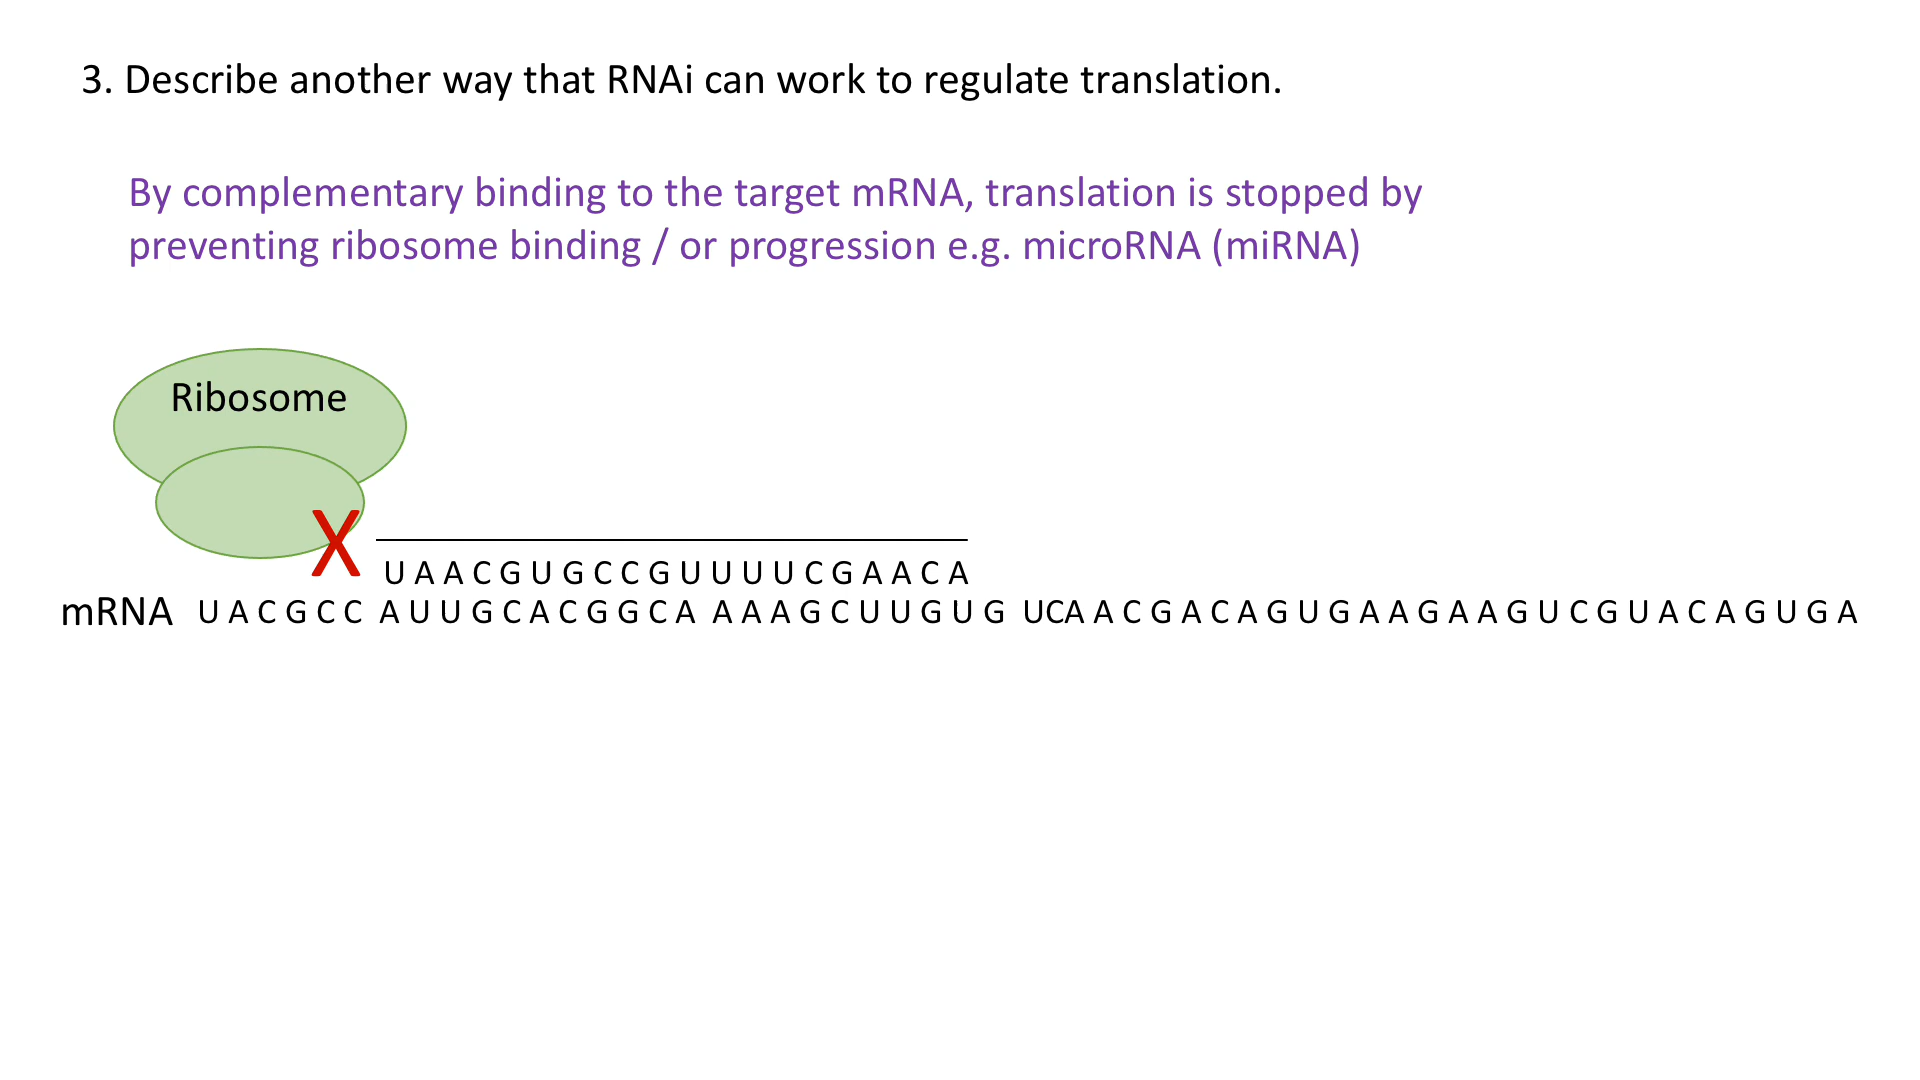 3. Describe another way that RNAi can work to regulate translation.
By complementary binding to the target mRNA, translation is stopped by
preventing ribosome binding / or progression e.g. microRNA (miRNA)
Ribosome
X
U A A C G U G C C G U U U U C G A A C A
mRNA U A C G C C A U U G C A C G G C A A A A G C U U G U G UCA A C G A C A G U G A A G A A G U C G U A C A G U G A